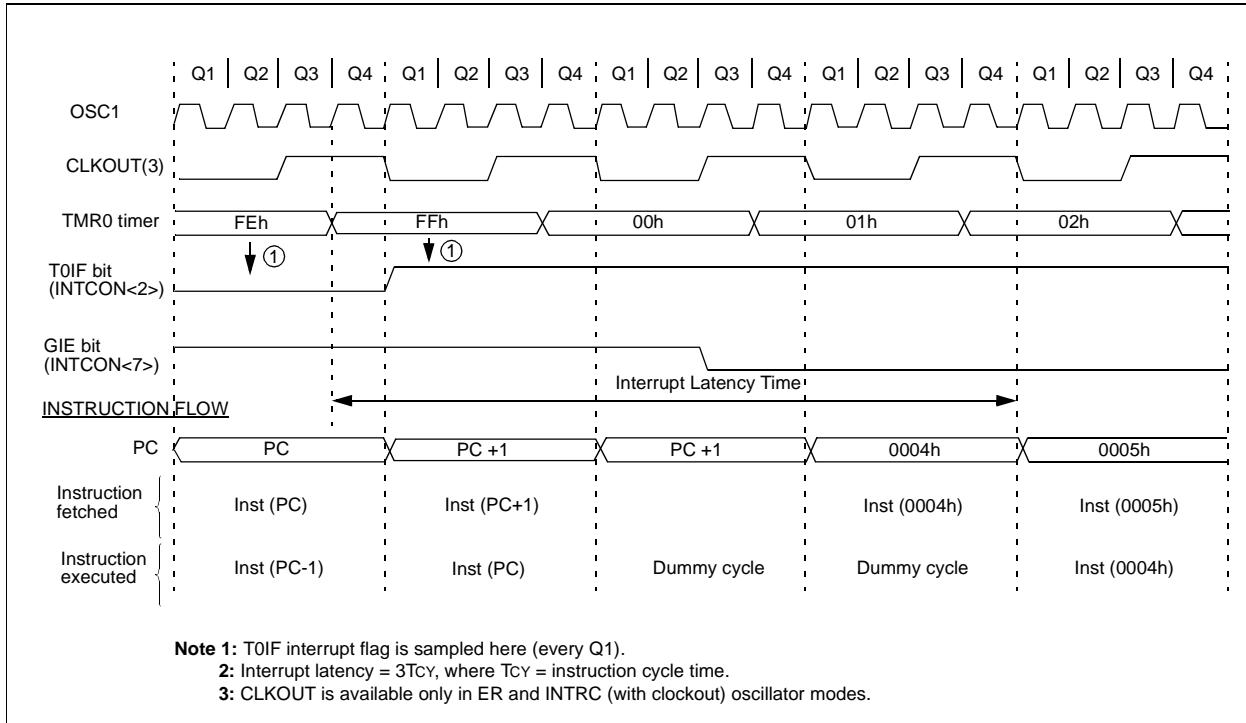 Q1 Q2 Q3 Q4 Q1 Q2 Q3 Q4 Q1 Q2 Q3 Q4 Q1 Q2 Q3 Q4 Q1 Q2 Q3 Q4
OSC1
CLKOUT(3)
TMR0 timer FEh FFh 00h 01h 02h
1 1
T0IF bit
(INTCON<2>)
GIE bit
(INTCON<7>)
Interrupt Latency Time
INSTRUCTION FLOW
PC PC PC +1 PC +1 0004h 0005h
Instruction
fetched
Inst (PC) Inst (PC+1) Inst (0004h) Inst (0005h)
Instruction
executed
Inst (PC-1) Inst (PC) Dummy cycle Dummy cycle Inst (0004h)
Note 1: T0IF interrupt flag is sampled here (every Q1).
2: Interrupt latency = 3TCY, where TCY = instruction cycle time.
3: CLKOUT is available only in ER and INTRC (with clockout) oscillator modes.